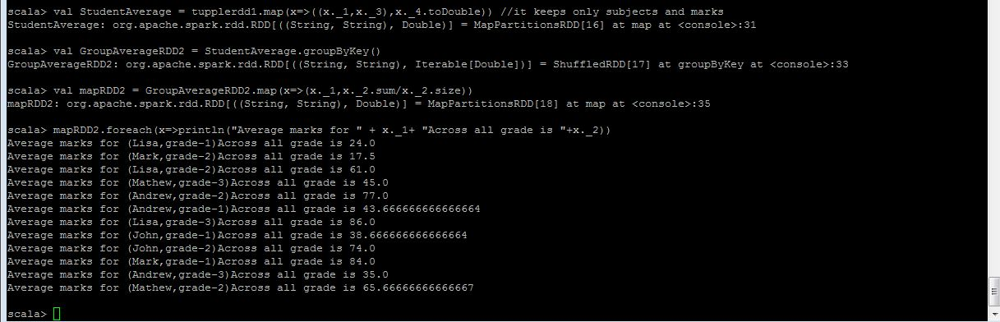 scala> val StudentAverage = tupplerdd1.map(x=>((x._1,x._3),x._4.toDouble)) //it keeps only subjects and marks
StudentAverage: org.apache.spark.rdd.RDD[((String, String), Double)] = MapPartitionsRDD[16] at map at <console>:31
scala> val GroupAverageRDD2 = StudentAverage.groupByKey()
GroupAverageRDD2: org.apache.spark.rdd.RDD[((String, String), Iterable[Double])] = ShuffledRDD[17] at groupByKey at <console>:33
scala> val mapRDD2 = GroupAverageRDD2.map(x=>(x._1,x._2.sum/x._2.size))
mapRDD2: org.apache.spark.rdd.RDD[((String, String), Double)] = MapPartitionsRDD[18] at map at <console>:35
scala> mapRDD2.foreach(x=>println("Average marks for " + x._1+ "Across all grade is "+x._2))
Average marks for (Lisa,grade-1)Across all grade is 24.0
Average marks for (Mark,grade-2)Across all grade is 17.5
Average marks for (Lisa,grade-2)Across all grade is 61.0
Average marks for (Mathew,grade-3)Across all grade is 45.0
Average marks for (Andrew,grade-2)Across all grade is 77.0
Average marks for (Andrew,grade-1)Across all grade is 43.666666666666664
Average marks for (Lisa,grade-3)Across all grade is 86.0
Average marks for (John,grade-1)Across all grade is 38.666666666666664
Average marks for (John,grade-2)Across all grade is 74.0
Average marks for (Mark,grade-1)Across all grade is 84.0
Average marks for (Andrew,grade-3)Across all grade is 35.0
Average marks for (Mathew,grade-2)Across all grade is 65.66666666666667
scala>